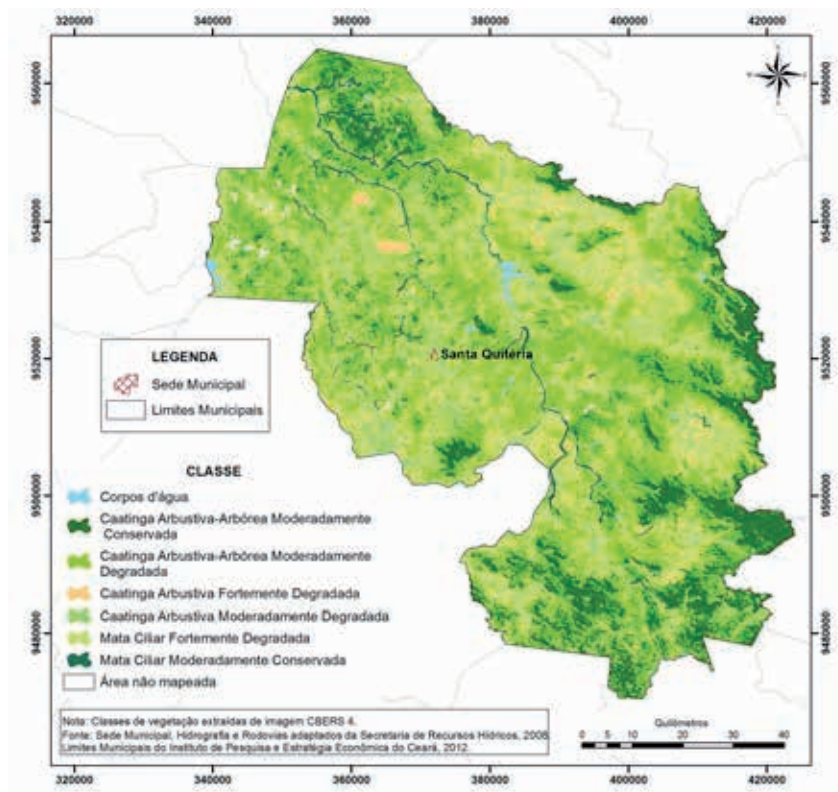 320000 340000 360000 380000 400000 420000
9560000 9560000
9540000 9540000
9520000 9520000
Santa Quitéria
LEGENDA
Sede Municipal
Limites Municipais
CLASSE
Corpos d'água
Caatinga Arbustiva-Arbórea Moderadamente
Conservada
9500000 9500000
Caatinga Arbustiva-Arbórea Moderadamente
Degradada
Caatinga Arbustiva Fortemente Degradada
Caatinga Arbustiva Moderadamente Degradada
Mata Ciliar Fortemente Degradada
9480000 9480000
Mata Ciliar Moderadamente Conservada
Área não mapeada
Nota: Classes de vegetação extraídas de imagem CBERS 4.
Fonte: Sede Municipal, Hidrografia e Rodovias adaptados da Secretaria de Recursos Hídricos, 2008.
Limites Municipais do Instituto de Pesquisa e Estratégia Econômica do Ceará, 2012.
Quilômetros
0 5 10 20 30 40
320000 340000 360000 380000 400000 420000